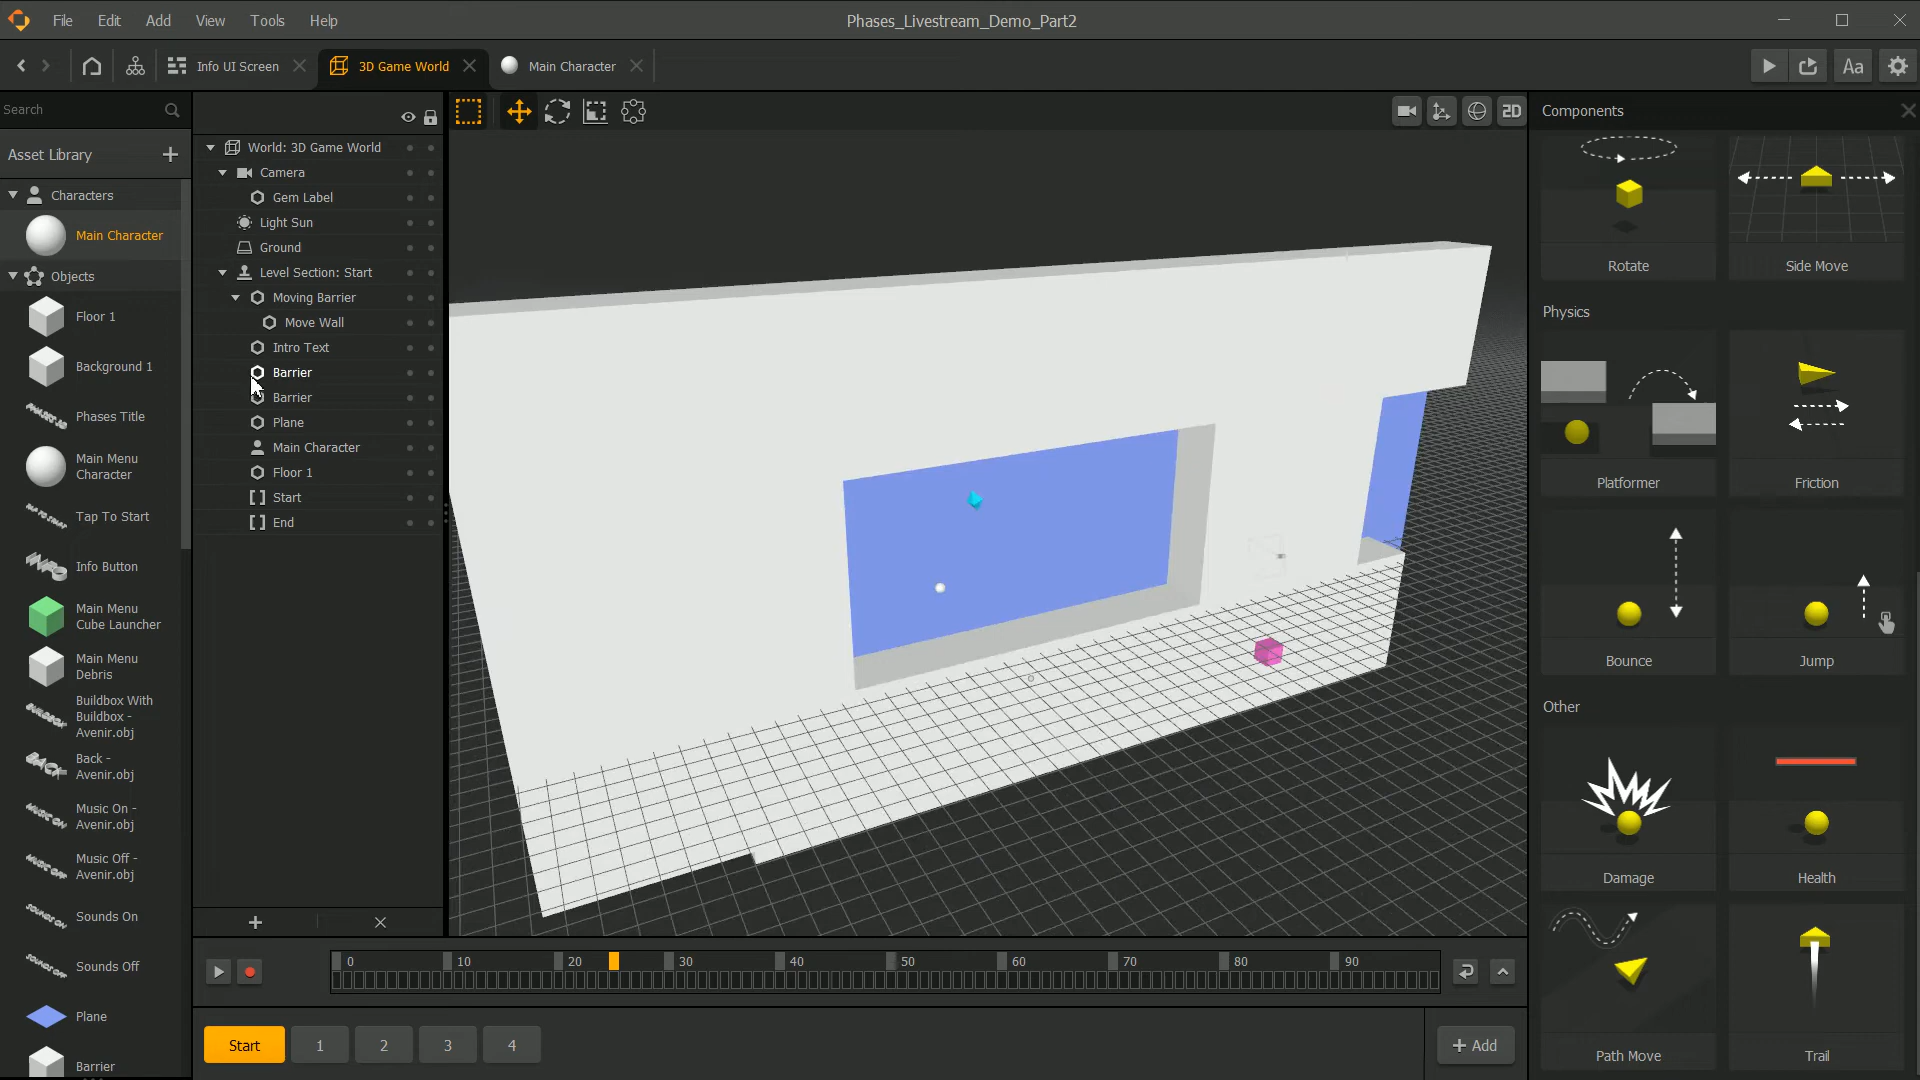 File Edit Add View Tools Help
Phases_Livestream_Demo_Part2
Info UI Screen
3D Game World
Main Character
Aa
Search
Asset Library
Characters
Main Character
Objects
Floor 1
Background 1
Phases Title
Main Menu
Character
Tap To Start
Info Button
Main Menu
Cube Launcher
Main Menu
Debris
Buildbox With
Buildbox -
Avenir.obj
Back -
Avenir.obj
Music On -
Avenir.obj
Music Off -
Avenir.obj
Sounds On
Sounds Off
Plane
Barrier
World: 3D Game World
Camera
Gem Label
Light Sun
Ground
Level Section: Start
Moving Barrier
Move Wall
Intro Text
Barrier
Barrier
Plane
Main Character
Floor 1
Start
End
2D
0 10 20 30 40 50 60 70 80 90
Start 1 2 3 4
Add
Components
Rotate
Side Move
Physics
Platformer
Friction
Bounce
Jump
Other
Damage
Health
Path Move
Trail